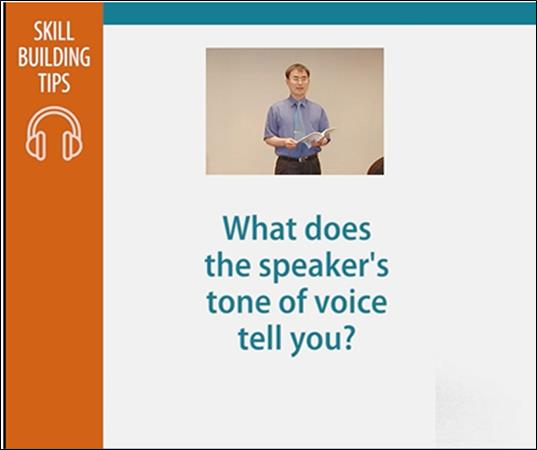 SKILL
BUILDING
TIPS
What does
the speaker's
tone of voice
tell you?